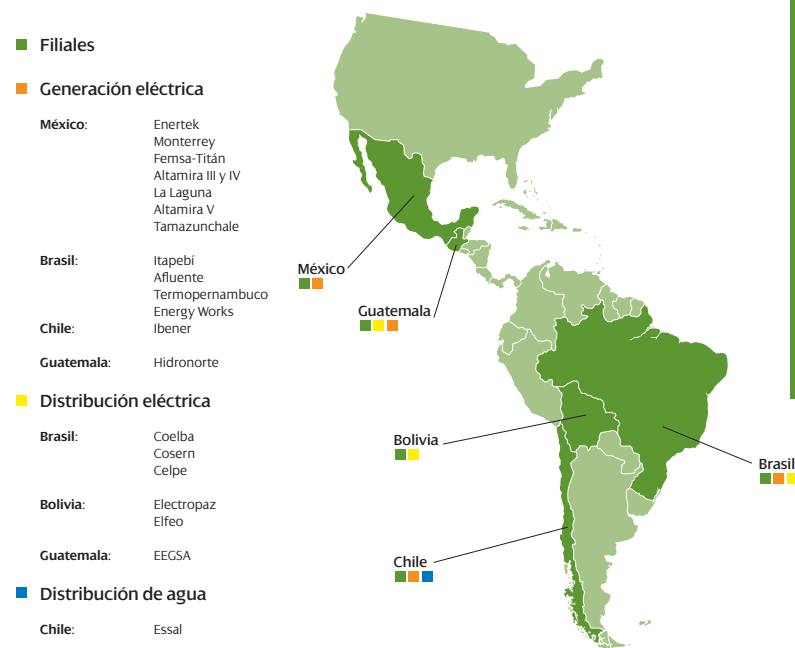 Filiales
Generación eléctrica
México: Enertek
Monterrey
Femsa-Titán
Altamira III y IV
La Laguna
Altamira V
Tamazunchale
Brasil: Itapebí
Afluente
Termopernambuco
Energy Works
Chile: Ibener
Guatemala: Hidronorte
Distribución eléctrica
Brasil: Coelba
Cosern
Celpe
Bolivia: Electropaz
Elfeo
Guatemala: EEGSA
Distribución de agua
Chile: Essal
México
Guatemala
Bolivia
Brasil
Chile